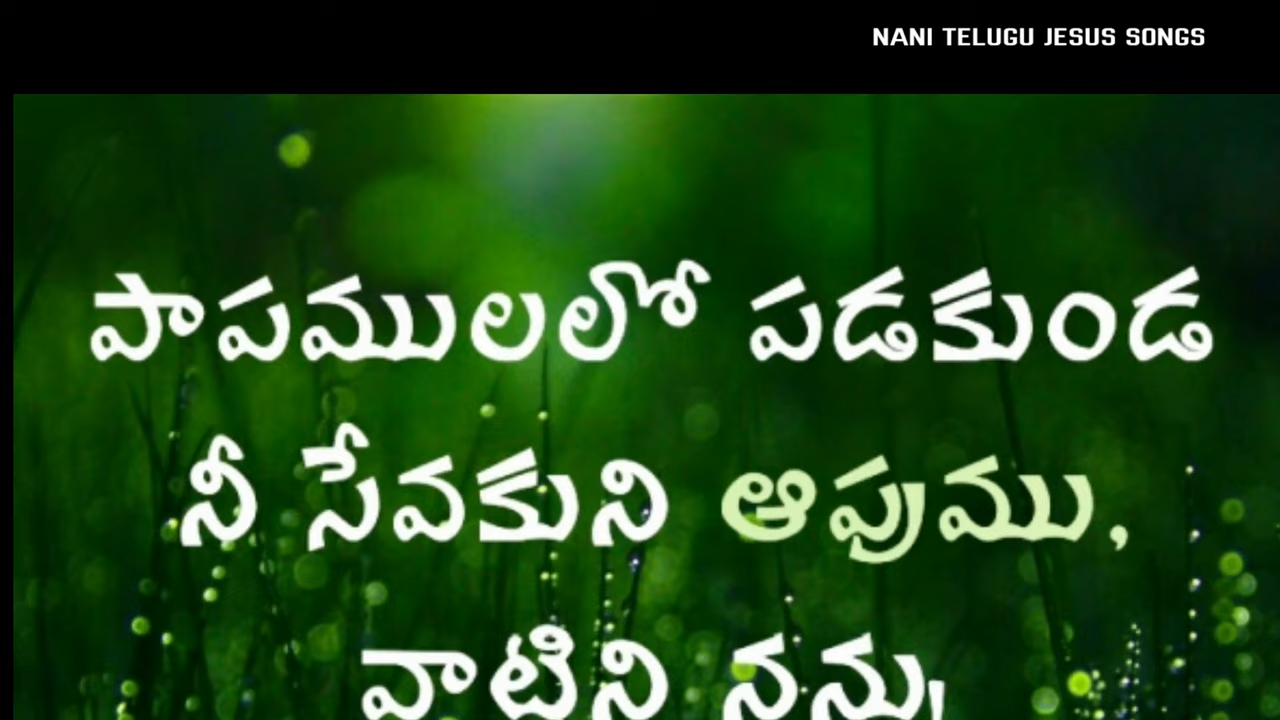 NANI TELUGU JESUS SONGS
పాపములలో పడకుండ
నీ సేవకుని ఆపుము,
వాటిని నన్ను